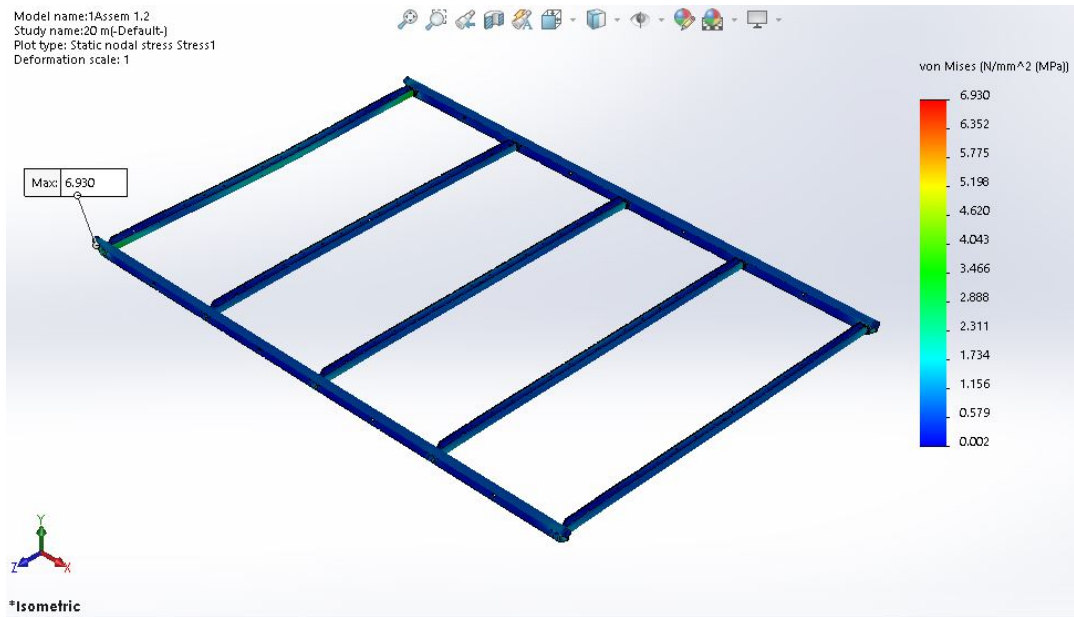 Model name:1Assem 1.2
Study name:20 m(-Default-)
Plot type: Static nodal stress Stress1
Deformation scale: 1
von Mises (N/mm^2 (MPa))
6.930
6.352
5.775
5.198
4.620
4.043
3.466
2.888
2.311
1.734
1.156
0.579
0.002
Max: 6.930
Y
Z
X
*Isometric